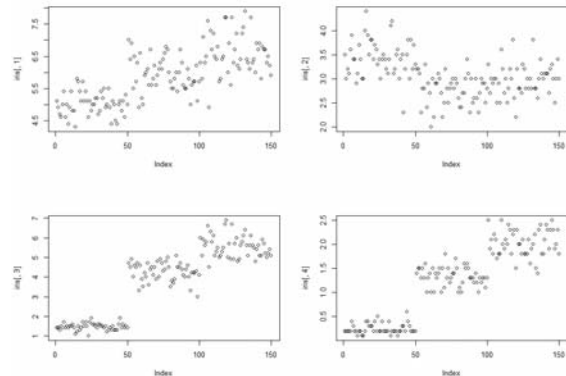 iris[, 1]
4.5 5.5 6.5 7.5
0 50 100 150
Index
iris[, 2]
2.0 2.5 3.0 3.5 4.0
0 50 100 150
Index
iris[, 3]
1 2 3 4 5 6 7
0 50 100 150
Index
iris[, 4]
0.5 1.0 1.5 2.0 2.5
0 50 100 150
Index